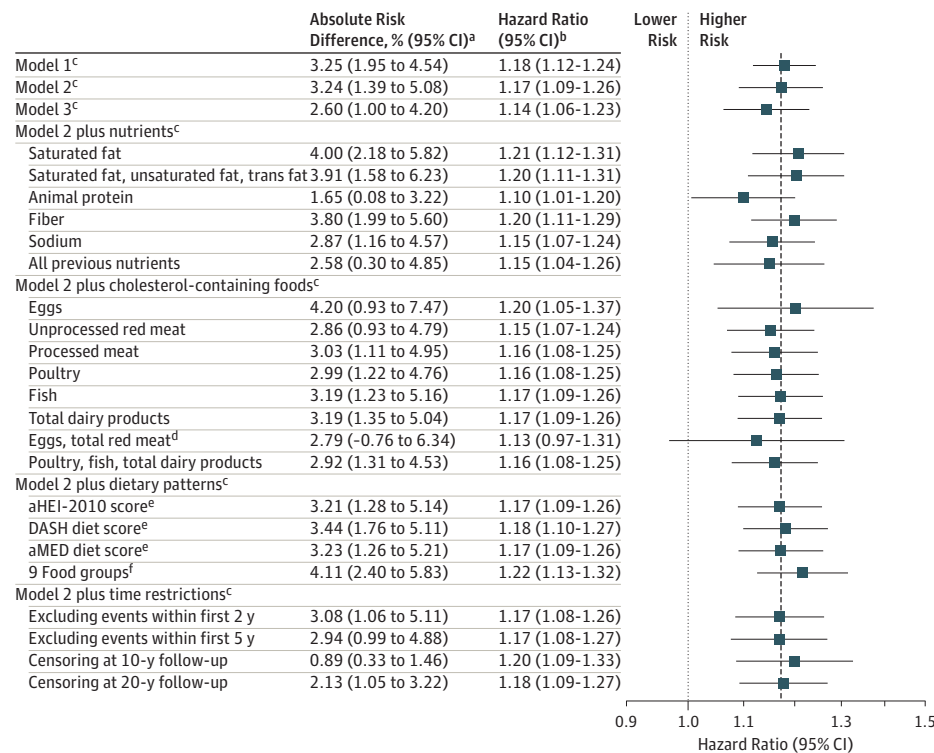 Absolute Risk Hazard Ratio Lower Higher
Difference, % (95% CI)a (95% CI)b Risk Risk
Model 1c 3.25 (1.95 to 4.54) 1.18 (1.12-1.24)
Model 2c 3.24 (1.39 to 5.08) 1.17 (1.09-1.26)
Model 3c 2.60 (1.00 to 4.20) 1.14 (1.06-1.23)
Model 2 plus nutrientsc
Saturated fat 4.00 (2.18 to 5.82) 1.21 (1.12-1.31)
Saturated fat, unsaturated fat, trans fat 3.91 (1.58 to 6.23) 1.20 (1.11-1.31)
Animal protein 1.65 (0.08 to 3.22) 1.10 (1.01-1.20)
Fiber 3.80 (1.99 to 5.60) 1.20 (1.11-1.29)
Sodium 2.87 (1.16 to 4.57) 1.15 (1.07-1.24)
All previous nutrients 2.58 (0.30 to 4.85) 1.15 (1.04-1.26)
Model 2 plus cholesterol-containing foodsc
Eggs 4.20 (0.93 to 7.47) 1.20 (1.05-1.37)
Unprocessed red meat 2.86 (0.93 to 4.79) 1.15 (1.07-1.24)
Processed meat 3.03 (1.11 to 4.95) 1.16 (1.08-1.25)
Poultry 2.99 (1.22 to 4.76) 1.16 (1.08-1.25)
Fish 3.19 (1.23 to 5.16) 1.17 (1.09-1.26)
Total dairy products 3.19 (1.35 to 5.04) 1.17 (1.09-1.26)
Eggs, total red meatd 2.79 (-0.76 to 6.34) 1.13 (0.97-1.31)
Poultry, fish, total dairy products 2.92 (1.31 to 4.53) 1.16 (1.08-1.25)
Model 2 plus dietary patternsc
aHEI-2010 scoree 3.21 (1.28 to 5.14) 1.17 (1.09-1.26)
DASH diet scoree 3.44 (1.76 to 5.11) 1.18 (1.10-1.27)
aMED diet scoree 3.23 (1.26 to 5.21) 1.17 (1.09-1.26)
9 Food groupsf 4.11 (2.40 to 5.83) 1.22 (1.13-1.32)
Model 2 plus time restrictionsc
Excluding events within first 2 y 3.08 (1.06 to 5.11) 1.17 (1.08-1.26)
Excluding events within first 5 y 2.94 (0.99 to 4.88) 1.17 (1.08-1.27)
Censoring at 10-y follow-up 0.89 (0.33 to 1.46) 1.20 (1.09-1.33)
Censoring at 20-y follow-up 2.13 (1.05 to 3.22) 1.18 (1.09-1.27)
0.9 1.0 1.1 1.3 1.5
Hazard Ratio (95% CI)